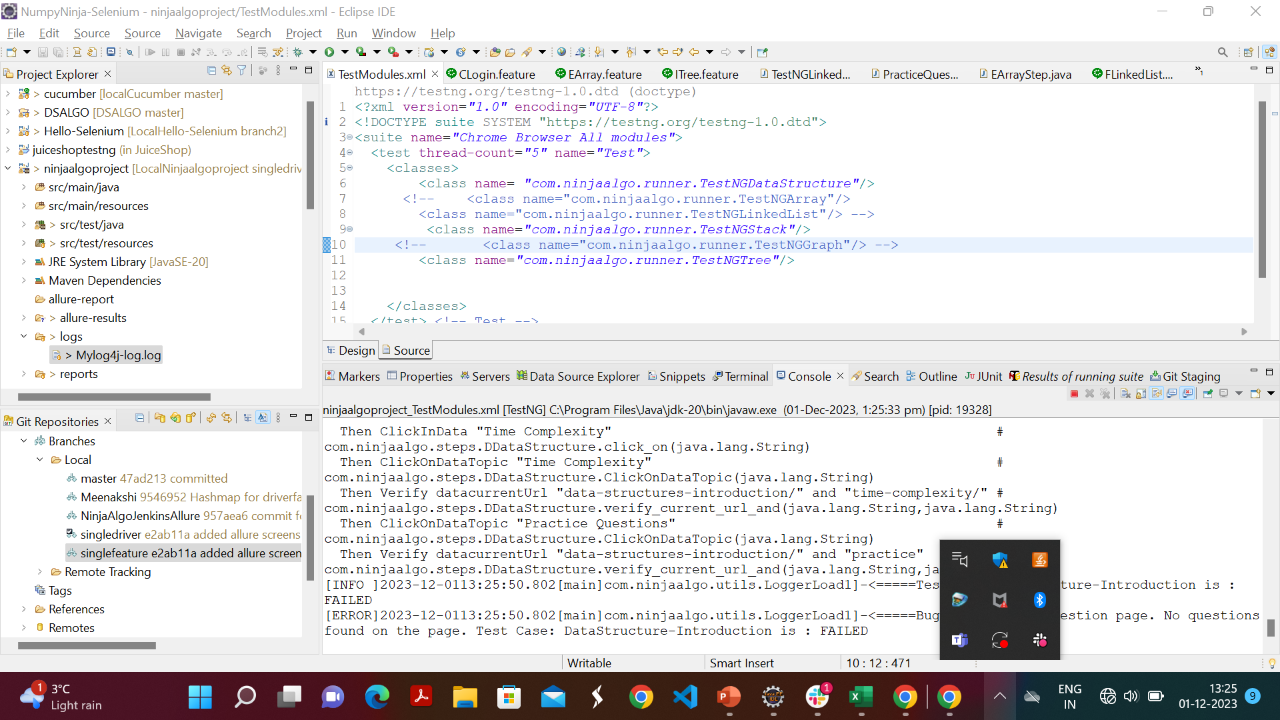 NumpyNinja-Selenium - ninjaalgoproject/TestModules.xml - Eclipse IDE
File Edit Source Source Navigate Search Project Run Window Help
Project Explorer
> cucumber [localCucumber master]
> DSALGO [DSALGO master]
> Hello-Selenium [LocalHello-Selenium branch2]
juiceshoptestng (in JuiceShop)
> ninjaalgoproject [LocalNinjaalgoproject singledriv
src/main/java
src/main/resources
> src/test/java
> src/test/resources
JRE System Library [JavaSE-20]
Maven Dependencies
allure-report
> allure-results
> logs
> Mylog4j-log.log
> reports
Git Repositories
Branches
Local
master 47ad213 committed
Meenakshi 9546952 Hashmap for driverfa
NinjaAlgoJenkinsAllure 957aea6 commit fo
singledriver e2ab11a added allure screens
singlefeature e2ab11a added allure screen
Remote Tracking
Tags
References
Remotes
TestModules.xml CLogin.feature EArray.feature ITree.feature TestNGLinked... PracticeQues... EArrayStep.java FLinkedList....
https://testng.org/testng-1.0.dtd (doctype)
1 <?xml version="1.0" encoding="UTF-8"?>
2 <!DOCTYPE suite SYSTEM "https://testng.org/testng-1.0.dtd">
3 <suite name="Chrome Browser All modules">
4 <test thread-count="5" name="Test">
5 <classes>
6 <class name= "com.ninjaalgo.runner.TestNGDataStructure"/>
7 <!-- <class name="com.ninjaalgo.runner.TestNGArray"/>
8 <class name="com.ninjaalgo.runner.TestNGLinkedList"/> -->
9 <class name="com.ninjaalgo.runner.TestNGStack"/>
10 <!-- <class name="com.ninjaalgo.runner.TestNGGraph"/> -->
11 <class name="com.ninjaalgo.runner.TestNGTree"/>
12
13
14 </classes>
15 </test> <!-- Test -->
Design Source
Markers Properties Servers Data Source Explorer Snippets Terminal Console Search Outline JUnit Results of running suite Git Staging
ninjaalgoproject_TestModules.xml [TestNG] C:\Program Files\Java\jdk-20\bin\javaw.exe (01-Dec-2023, 1:25:33 pm) [pid: 19328]
Then ClickInData "Time Complexity" #
com.ninjaalgo.steps.DDataStructure.click_on(java.lang.String)
Then ClickOnDataTopic "Time Complexity" #
com.ninjaalgo.steps.DDataStructure.ClickOnDataTopic(java.lang.String)
Then Verify datacurrentUrl "data-structures-introduction/" and "time-complexity/" #
com.ninjaalgo.steps.DDataStructure.verify_current_url_and(java.lang.String,java.lang.String)
Then ClickOnDataTopic "Practice Questions" #
com.ninjaalgo.steps.DDataStructure.ClickOnDataTopic(java.lang.String)
Then Verify datacurrentUrl "data-structures-introduction/" and "practice"
com.ninjaalgo.steps.DDataStructure.verify_current_url_and(java.lang.String,ja
[INFO ]2023-12-0113:25:50.802[main]com.ninjaalgo.utils.LoggerLoad1]-<=====Tes ture-Introduction is :
FAILED
[ERROR]2023-12-0113:25:50.802[main]com.ninjaalgo.utils.LoggerLoad1]-<=====Bug estion page. No questions
found on the page. Test Case: DataStructure-Introduction is : FAILED
Writable Smart Insert 10 : 12 : 471
1 3°C
Light rain
1
ENG
IN
13:25
01-12-2023
9